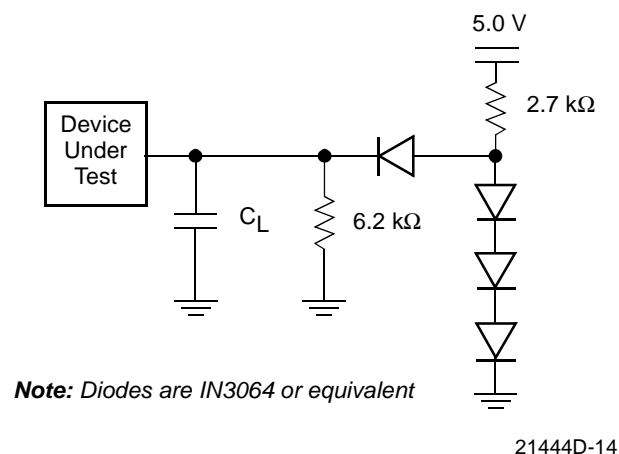 5.0 V
2.7 kΩ
Device
Under
Test
C_L
6.2 kΩ
Note: Diodes are IN3064 or equivalent
21444D-14